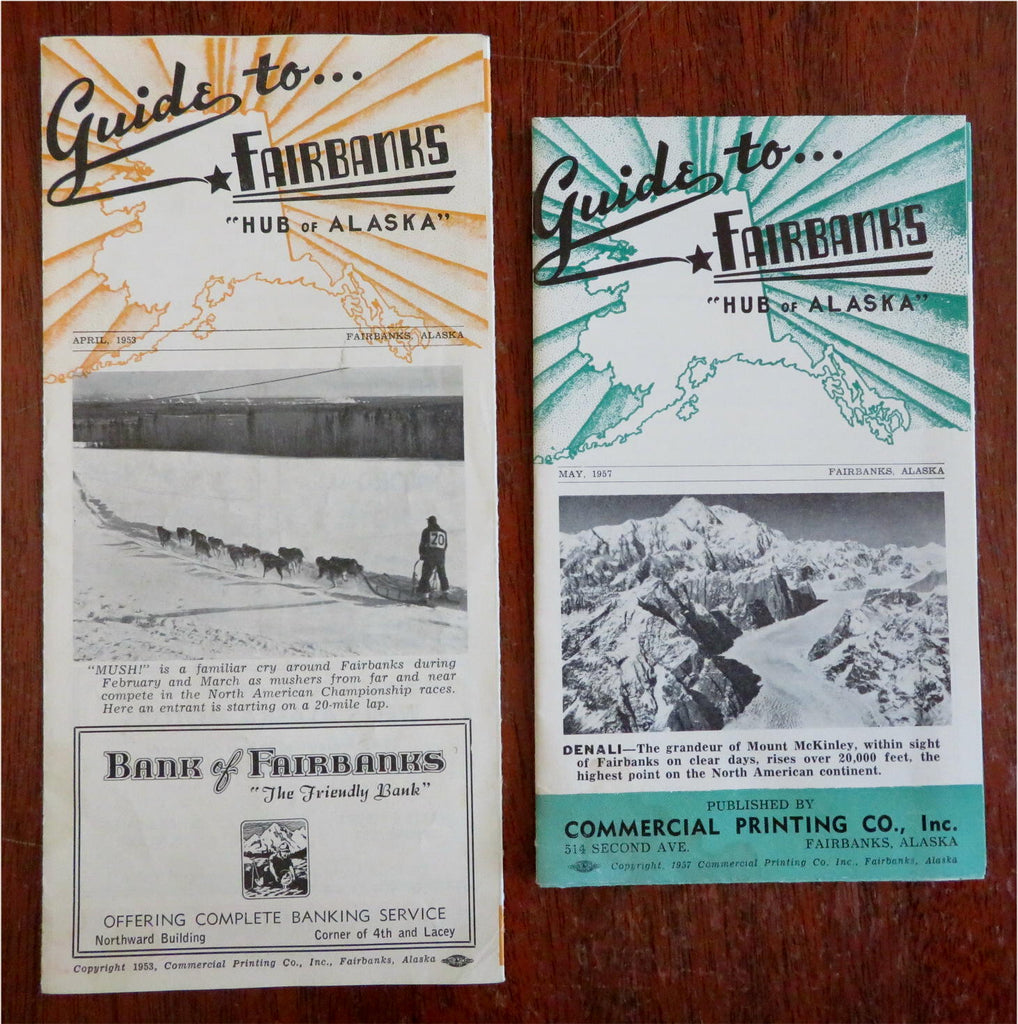 Guide to...
FAIRBANKS
"HUB OF ALASKA"
APRIL, 1953 FAIRBANKS, ALASKA
20
"MUSH!" is a familiar cry around Fairbanks during
February and March as mushers from far and near
compete in the North American Championship races.
Here an entrant is starting on a 20-mile lap.
BANK of FAIRBANKS
"The Friendly Bank"
OFFERING COMPLETE BANKING SERVICE
Northward Building Corner of 4th and Lacey
Copyright 1953, Commercial Printing Co., Inc., Fairbanks, Alaska
Guide to...
FAIRBANKS
"HUB OF ALASKA"
MAY, 1957 FAIRBANKS, ALASKA
DENALI—The grandeur of Mount McKinley, within sight
of Fairbanks on clear days, rises over 20,000 feet, the
highest point on the North American continent.
PUBLISHED BY
COMMERCIAL PRINTING CO., Inc.
514 SECOND AVE. FAIRBANKS, ALASKA
Copyright, 1957 Commercial Printing Co. Inc., Fairbanks, Alaska